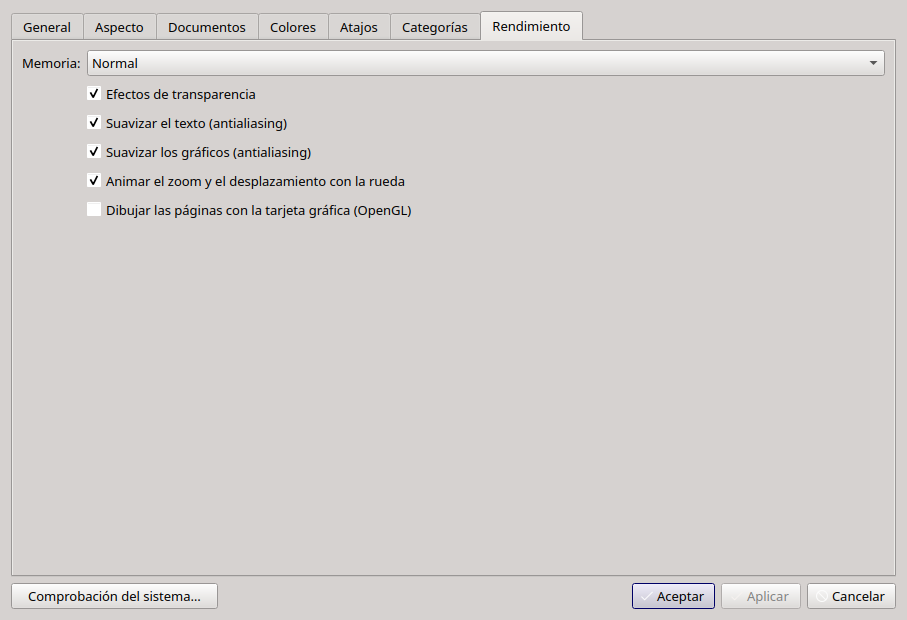 General Aspecto Documentos Colores Atajos Categorías Rendimiento
Memoria: Normal
Efectos de transparencia
Suavizar el texto (antialiasing)
Suavizar los gráficos (antialiasing)
Animar el zoom y el desplazamiento con la rueda
Dibujar las páginas con la tarjeta gráfica (OpenGL)
Comprobación del sistema... Aceptar Aplicar Cancelar